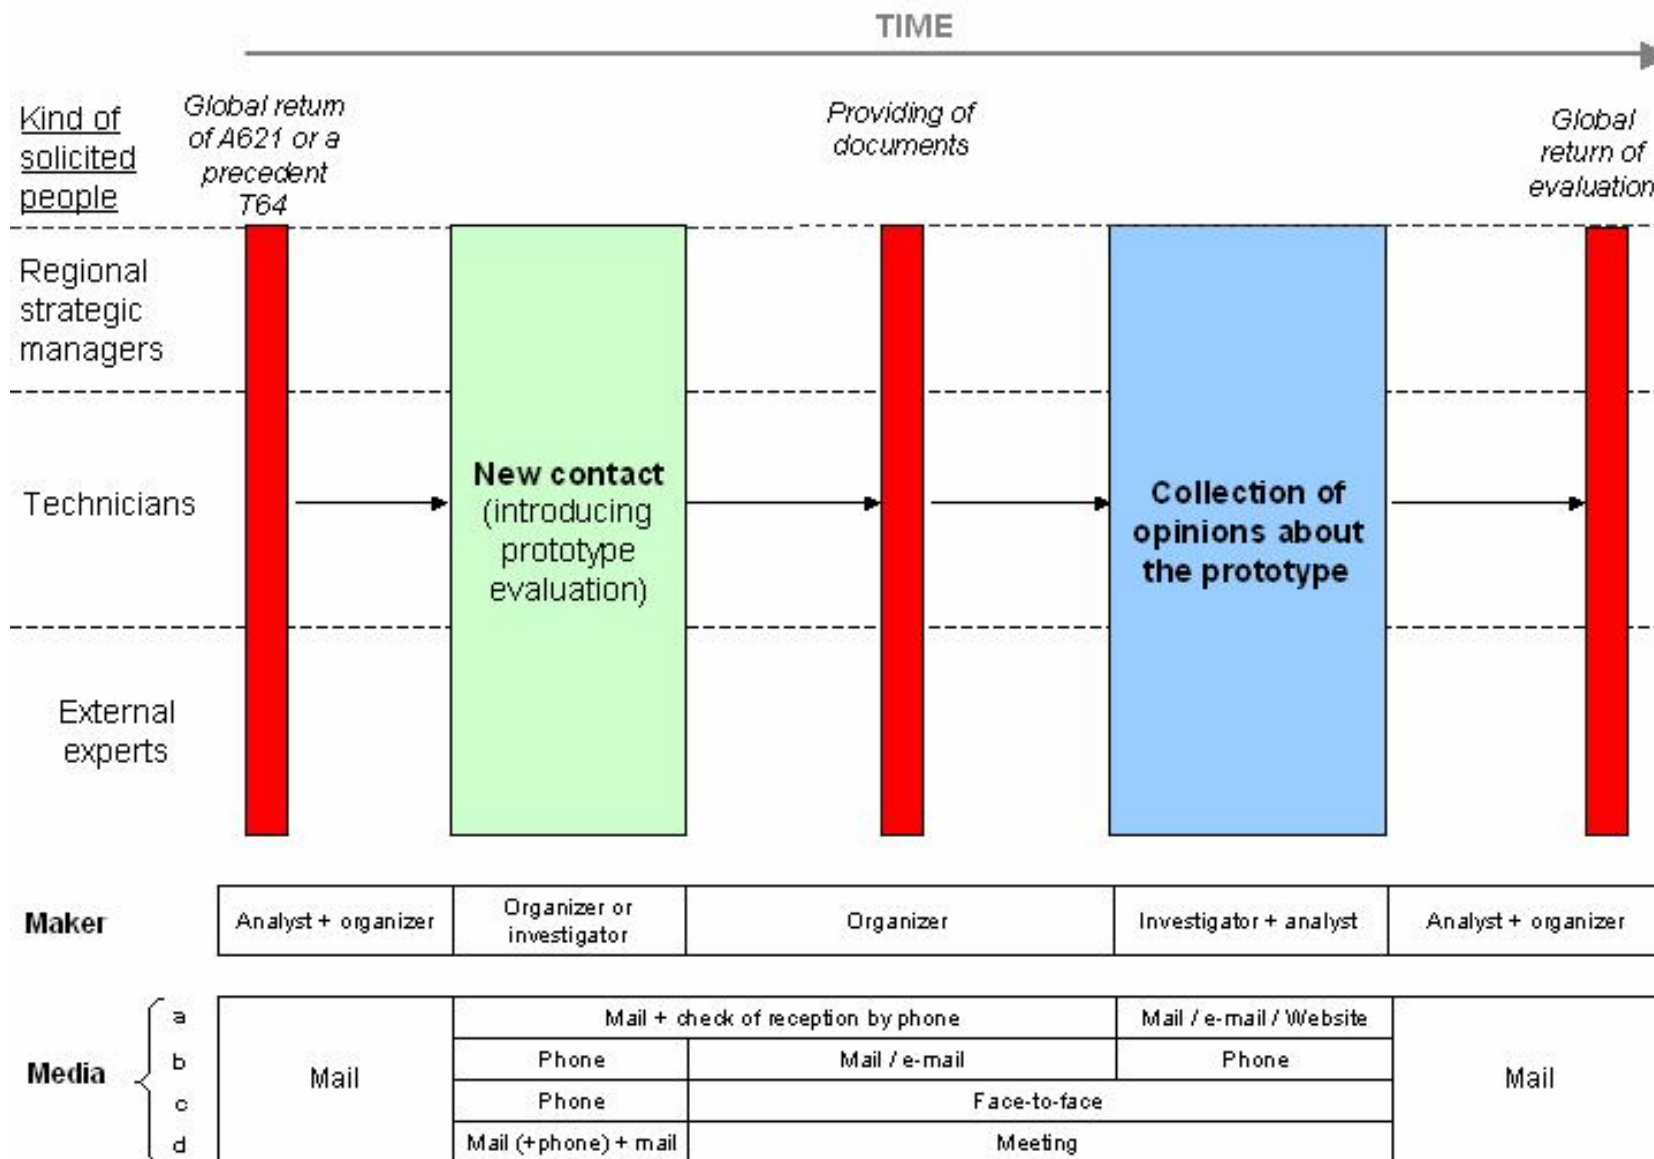 TIME
Kind of
solicited
people
Global return
of A621 or a
precedent
T64
Providing of
documents
Global
return of
evaluation
Regional
strategic
managers
Technicians
New contact
(introducing
prototype
evaluation)
Collection of
opinions about
the prototype
External
experts
Maker
Analyst + organizer
Organizer or
investigator
Organizer
Investigator + analyst
Analyst + organizer
Media
a
b
c
d
Mail
Mail + check of reception by phone
Mail / e-mail / Website
Phone
Mail / e-mail
Phone
Phone
Face-to-face
Mail (+phone) + mail
Meeting
Mail